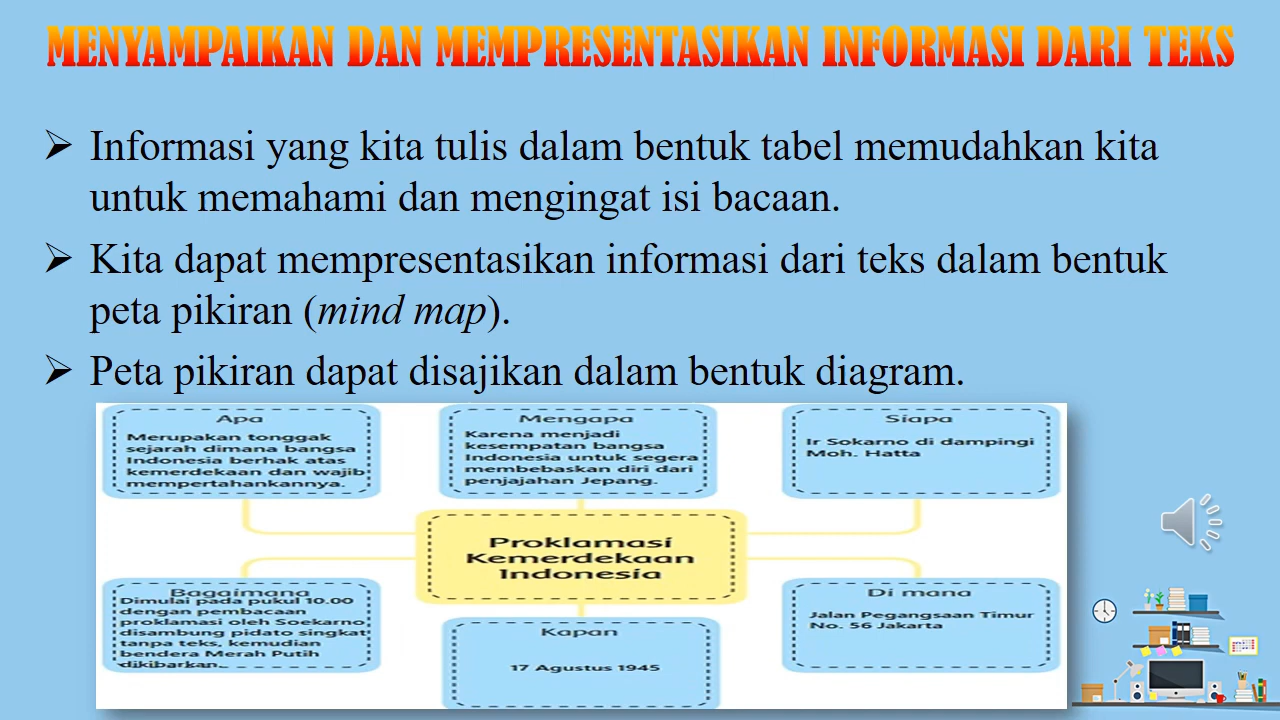 MENYAMPAIKAN DAN MEMPRESENTASIKAN INFORMASI DARI TEKS
Informasi yang kita tulis dalam bentuk tabel memudahkan kita
untuk memahami dan mengingat isi bacaan.
Kita dapat mempresentasikan informasi dari teks dalam bentuk
peta pikiran (mind map).
Peta pikiran dapat disajikan dalam bentuk diagram.
Apa
Merupakan tonggak
sejarah dimana bangsa
Indonesia berhak atas
kemerdekaan dan wajib
mempertahankannya.
Mengapa
Karena menjadi
kesempatan bangsa
Indonesia untuk segera
membebaskan diri dari
penjajahan Jepang.
Siapa
Ir Sokarno di dampingi
Moh. Hatta
Proklamasi
Kemerdekaan
Indonesia
Bagaimana
Dimulai pada pukul 10.00
dengan pembacaan
proklamasi oleh Soekarno
disambung pidato singkat
tanpa teks, kemudian
bendera Merah Putih
dikibarkan.
Kapan
17 Agustus 1945
Di mana
Jalan Pegangsaan Timur
No. 56 Jakarta